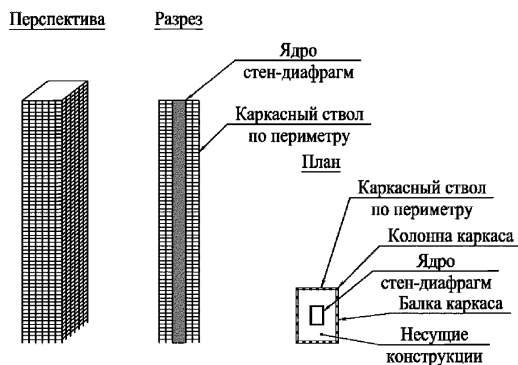 Перспектива
Разрез
Ядро
стен-диафрагм
Каркасный ствол
по периметру
План
Каркасный ствол
по периметру
Колонна каркаса
Ядро
стен-диафрагм
Балка каркаса
Несущие
конструкции